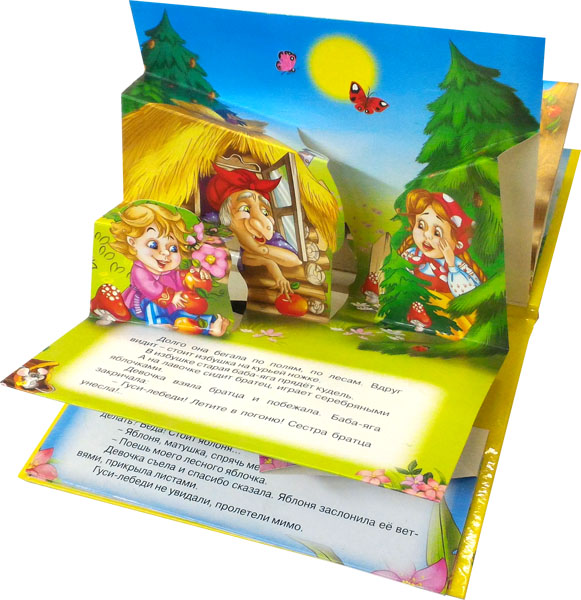 Долго она бегала по полям, по лесам. Вдруг
видит – стоит избушка на курьей ножке.
В избушке старая баба-яга прядёт кудель.
А на лавочке сидит братец, играет серебряными
яблочками.
Девочка взяла братца и побежала. Баба-яга
закричала:
– Гуси-лебеди! Летите в погоню! Сестра братца
унесла!
делать? Беда! Стоит яблоня...
– Яблоня, матушка, спрячь ме
– Поешь моего лесного яблочка.
Девочка съела и спасибо сказала. Яблоня заслонила её вет-
вями, прикрыла листами.
Гуси-лебеди не увидали, пролетели мимо.